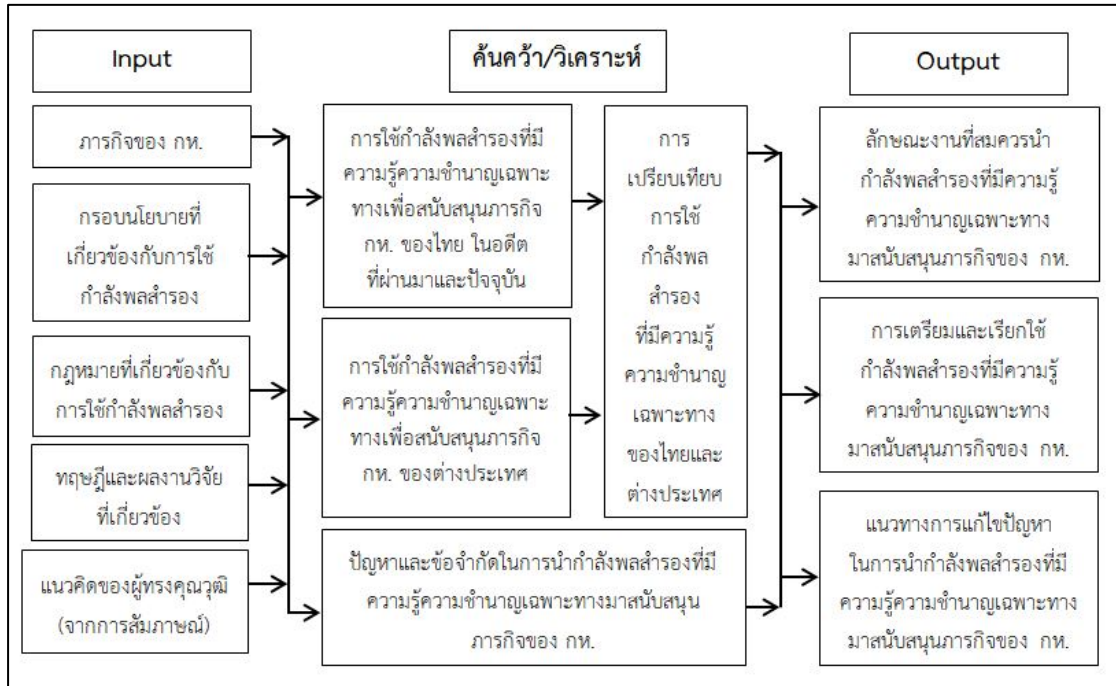 Input
ภารกิจของ กห.
กรอบนโยบายที่
เกี่ยวข้องกับการใช้
กำลังพลสำรอง
กฎหมายที่เกี่ยวข้องกับ
การใช้กำลังพลสำรอง
ทฤษฎีและผลงานวิจัย
ที่เกี่ยวข้อง
แนวคิดของผู้ทรงคุณวุฒิ
(จากการสัมภาษณ์)
ค้นคว้า/วิเคราะห์
การใช้กำลังพลสำรองที่มี
ความรู้ความชำนาญเฉพาะ
ทางเพื่อสนับสนุนภารกิจ
กห. ของไทย ในอดีต
ที่ผ่านมาและปัจจุบัน
การใช้กำลังพลสำรองที่มี
ความรู้ความชำนาญเฉพาะ
ทางเพื่อสนับสนุนภารกิจ
กห. ของต่างประเทศ
การ
เปรียบเทียบ
การใช้
กำลังพล
สำรอง
ที่มีความรู้
ความชำนาญ
เฉพาะทาง
ของไทยและ
ต่างประเทศ
ปัญหาและข้อจำกัดในการนำกำลังพลสำรองที่มี
ความรู้ความชำนาญเฉพาะทางมาสนับสนุน
ภารกิจของ กห.
Output
ลักษณะงานที่สมควรนำ
กำลังพลสำรองที่มีความรู้
ความชำนาญเฉพาะทาง
มาสนับสนุนภารกิจของ กห.
การเตรียมและเรียกใช้
กำลังพลสำรองที่มีความรู้
ความชำนาญเฉพาะทาง
มาสนับสนุนภารกิจของ กห.
แนวทางการแก้ไขปัญหา
ในการนำกำลังพลสำรองที่มี
ความรู้ความชำนาญเฉพาะทาง
มาสนับสนุนภารกิจของ กห.